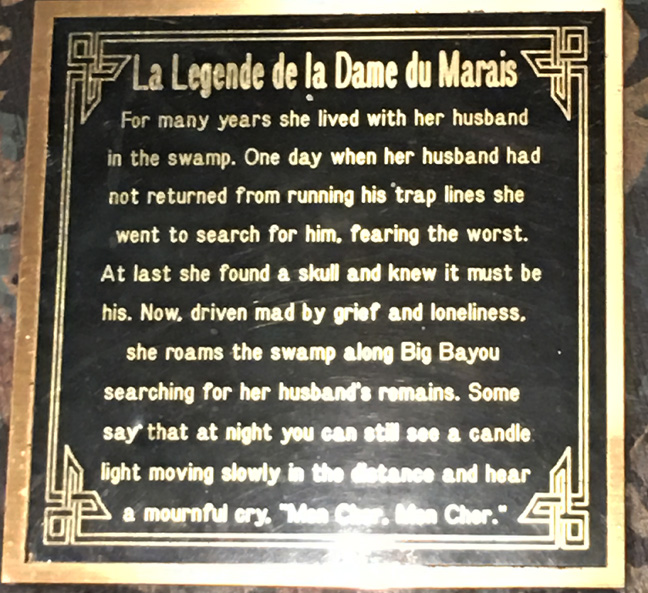 La Legende de la Dame du Marais
For many years she lived with her husband
in the swamp. One day when her husband had
not returned from running his trap lines she
went to search for him, fearing the worst.
At last she found a skull and knew it must be
his. Now, driven mad by grief and loneliness,
she roams the swamp along Big Bayou
searching for her husband's remains. Some
say that at night you can still see a candle
light moving slowly in the distance and hear
a mournful cry, "Mon Cher, Mon Cher."